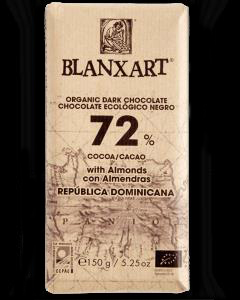 BLANXART®
ORGANIC DARK CHOCOLATE
CHOCOLATE ECOLÓGICO NEGRO
72%
COCOA/CACAO
with Almonds
con Almendras
REPÚBLICA DOMINICANA
e 150 g / 5.25 oz
CCPAE